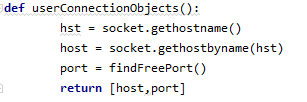 def userConnectionObjects():
    hst = socket.gethostname()
    host = socket.gethostbyname(hst)
    port = findFreePort()
    return [host,port]